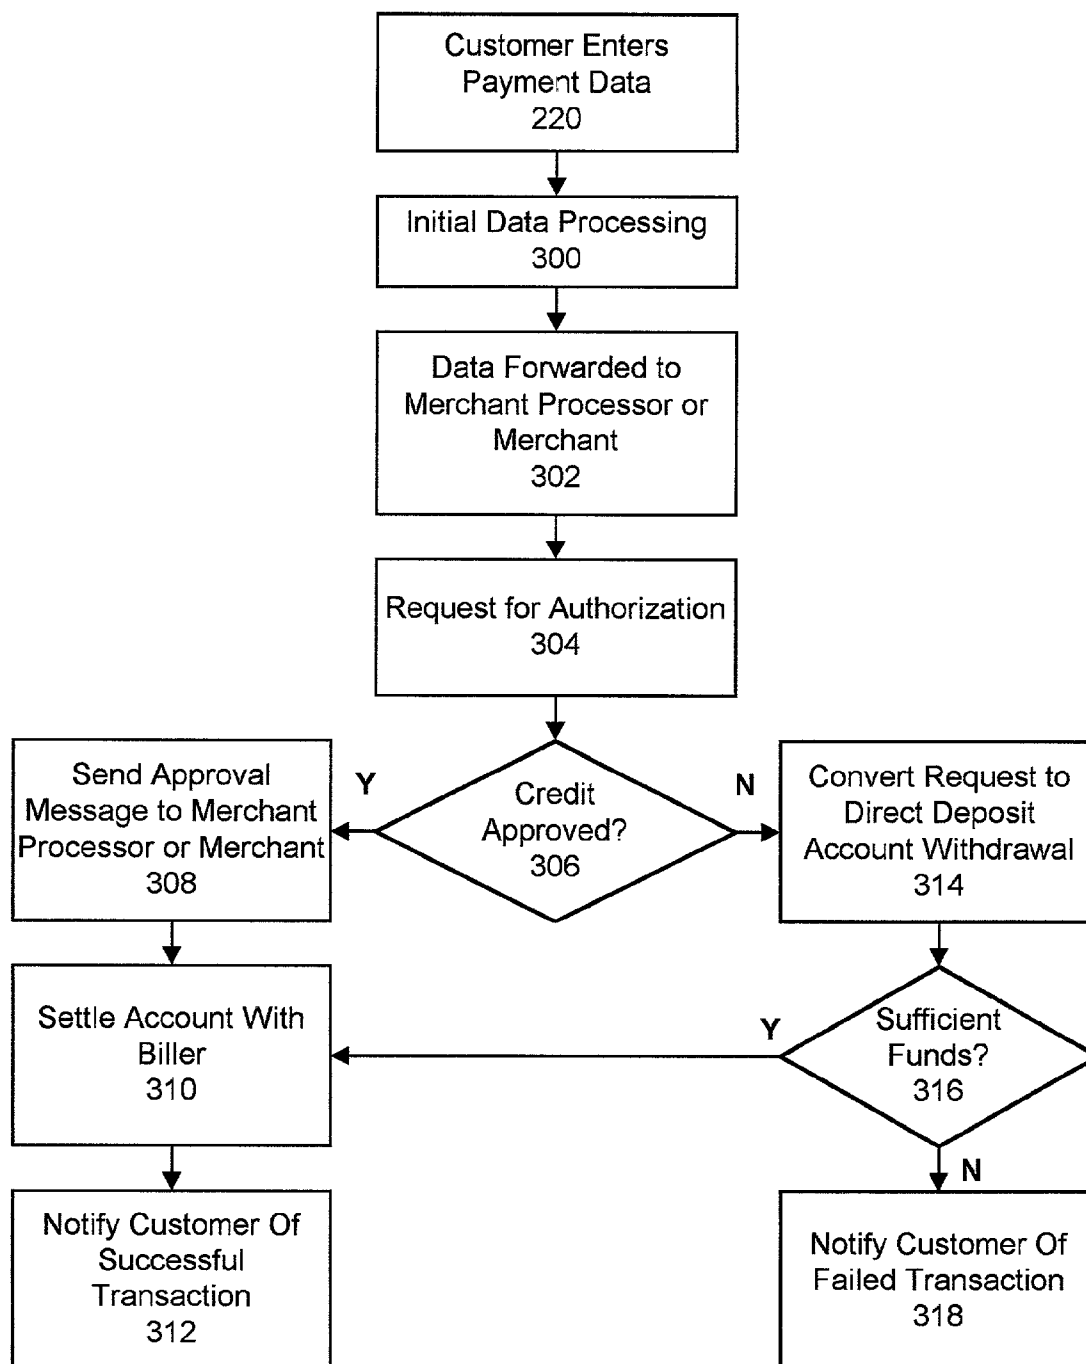 Customer Enters
Payment Data
220
Initial Data Processing
300
Data Forwarded to
Merchant Processor or
Merchant
302
Request for Authorization
304
Send Approval
Message to Merchant
Processor or Merchant
308
Y
Credit
Approved?
306
N
Convert Request to
Direct Deposit
Account Withdrawal
314
Settle Account With
Biller
310
Y
Sufficient
Funds?
316
N
Notify Customer Of
Successful
Transaction
312
Notify Customer Of
Failed Transaction
318